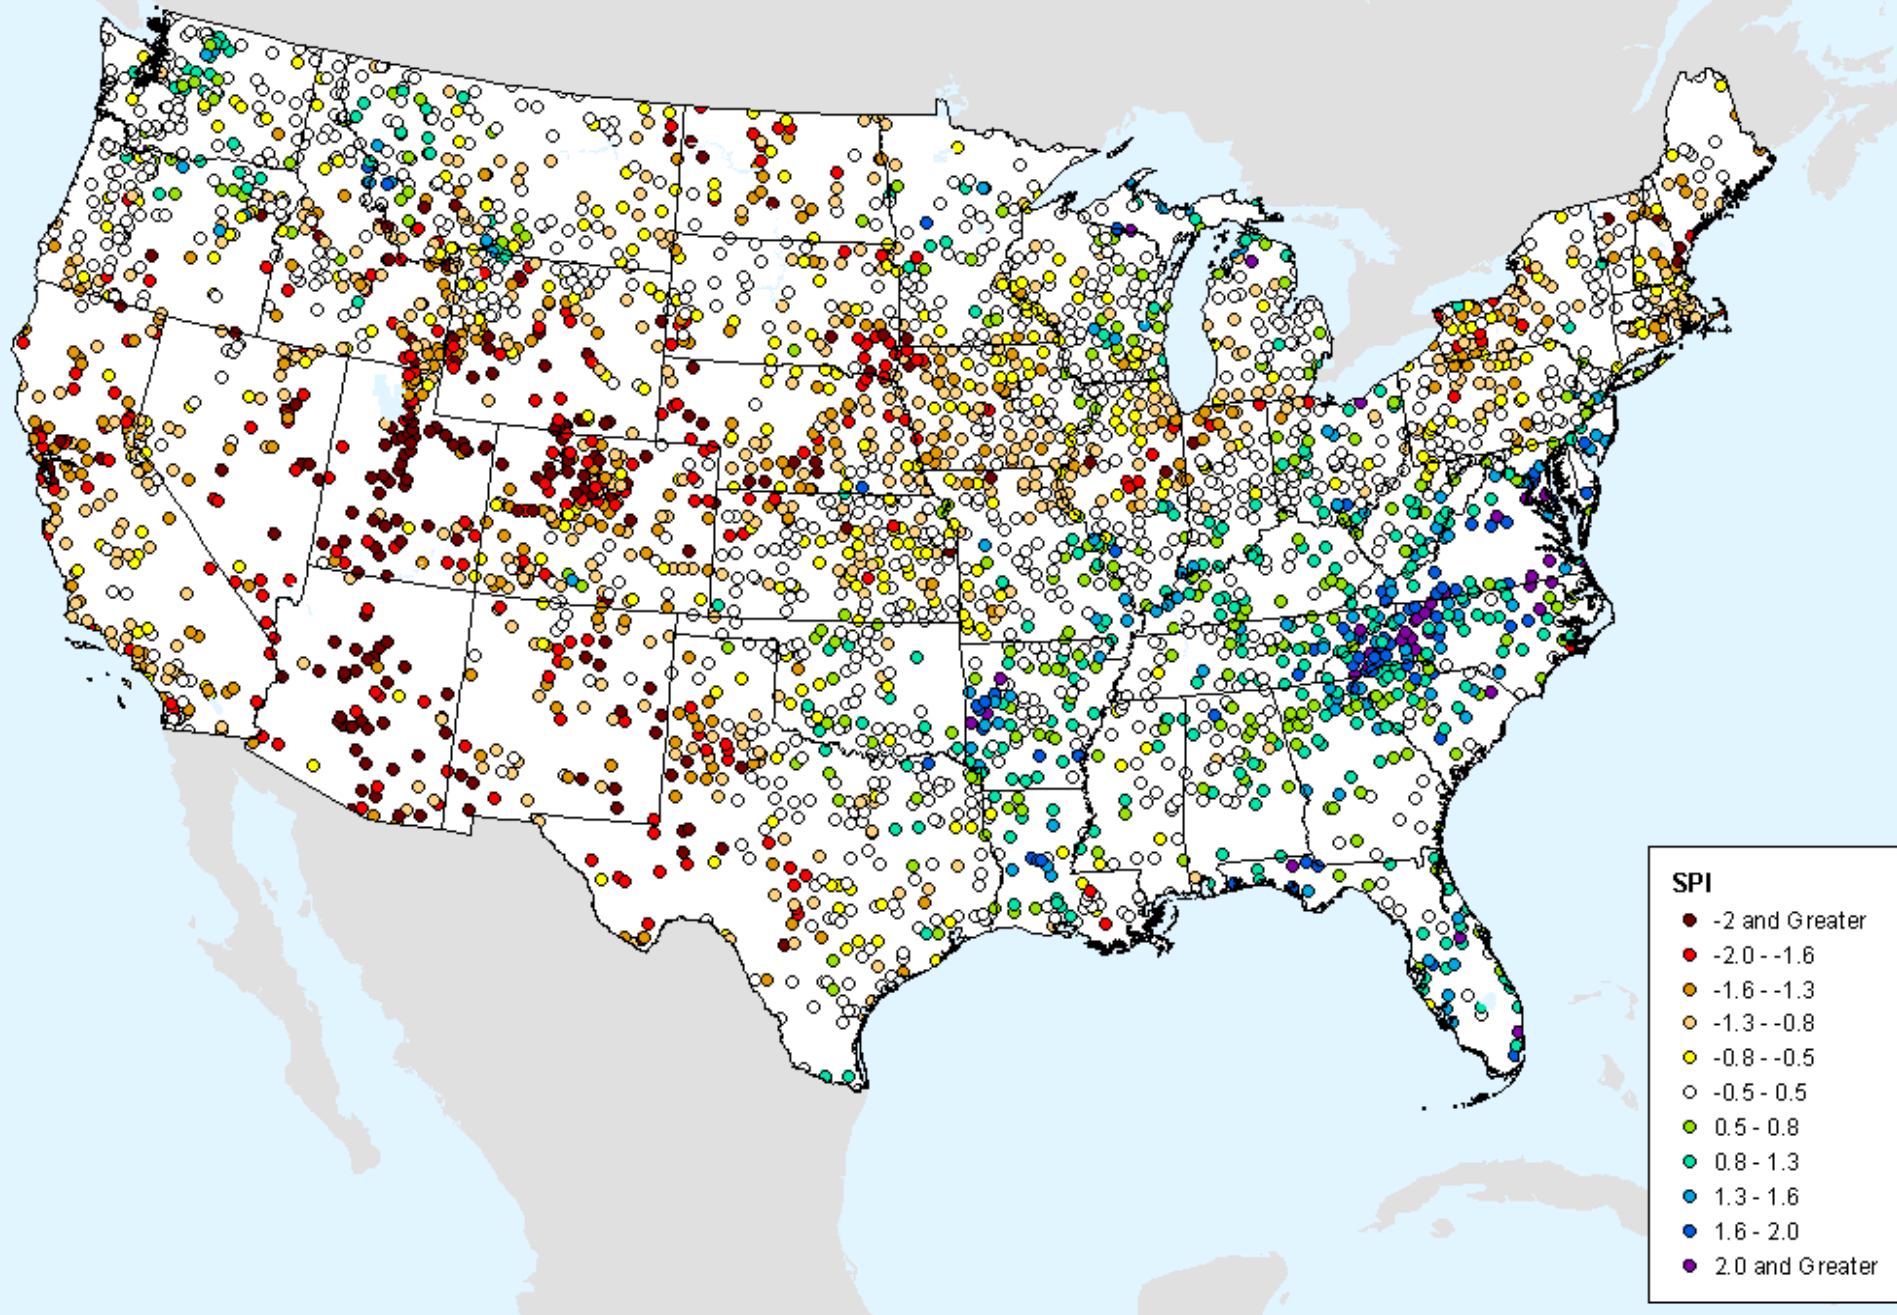 SPI
-2 and Greater
-2.0 - -1.6
-1.6 - -1.3
-1.3 - -0.8
-0.8 - -0.5
-0.5 - 0.5
0.5 - 0.8
0.8 - 1.3
1.3 - 1.6
1.6 - 2.0
2.0 and Greater